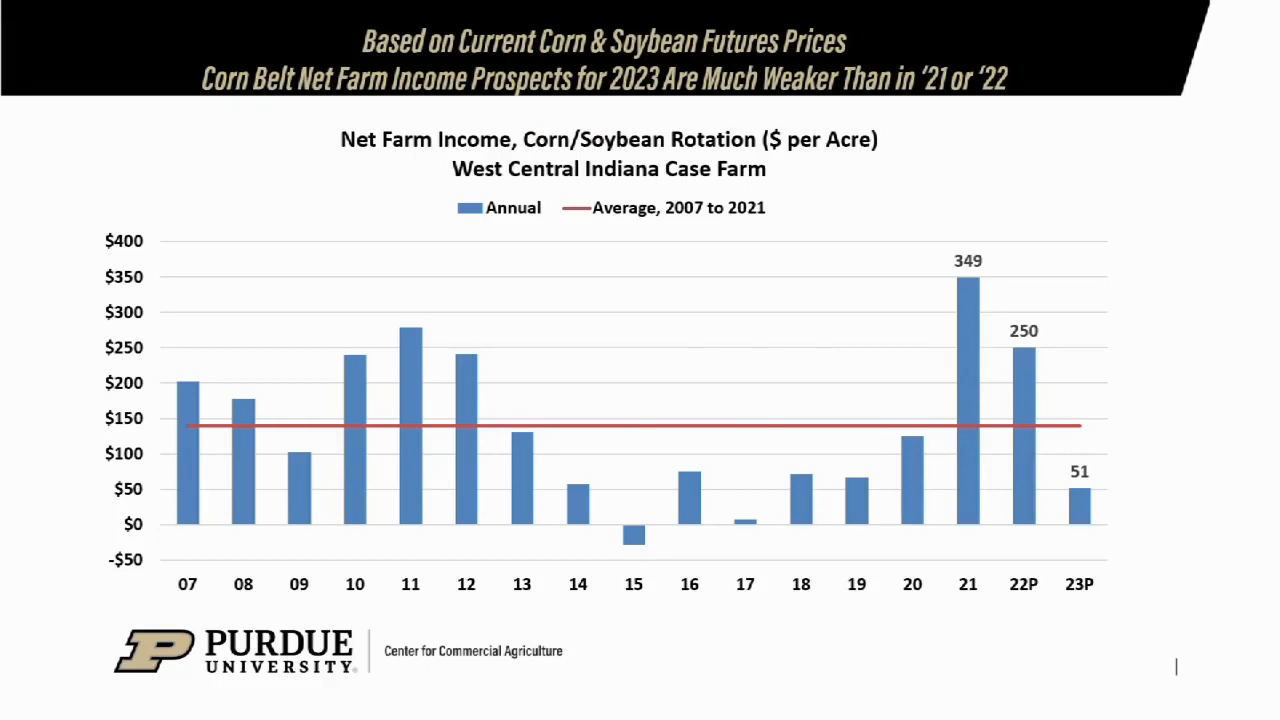 Based on Current Corn & Soybean Futures Prices
Corn Belt Net Farm Income Prospects for 2023 Are Much Weaker Than in ‘21 or ‘22
Net Farm Income, Corn/Soybean Rotation ($ per Acre)
West Central Indiana Case Farm
Annual Average, 2007 to 2021
$400
$350
$300
$250
$200
$150
$100
$50
$0
-$50
349
250
51
07 08 09 10 11 12 13 14 15 16 17 18 19 20 21 22P 23P
P PURDUE UNIVERSITY®
Center for Commercial Agriculture